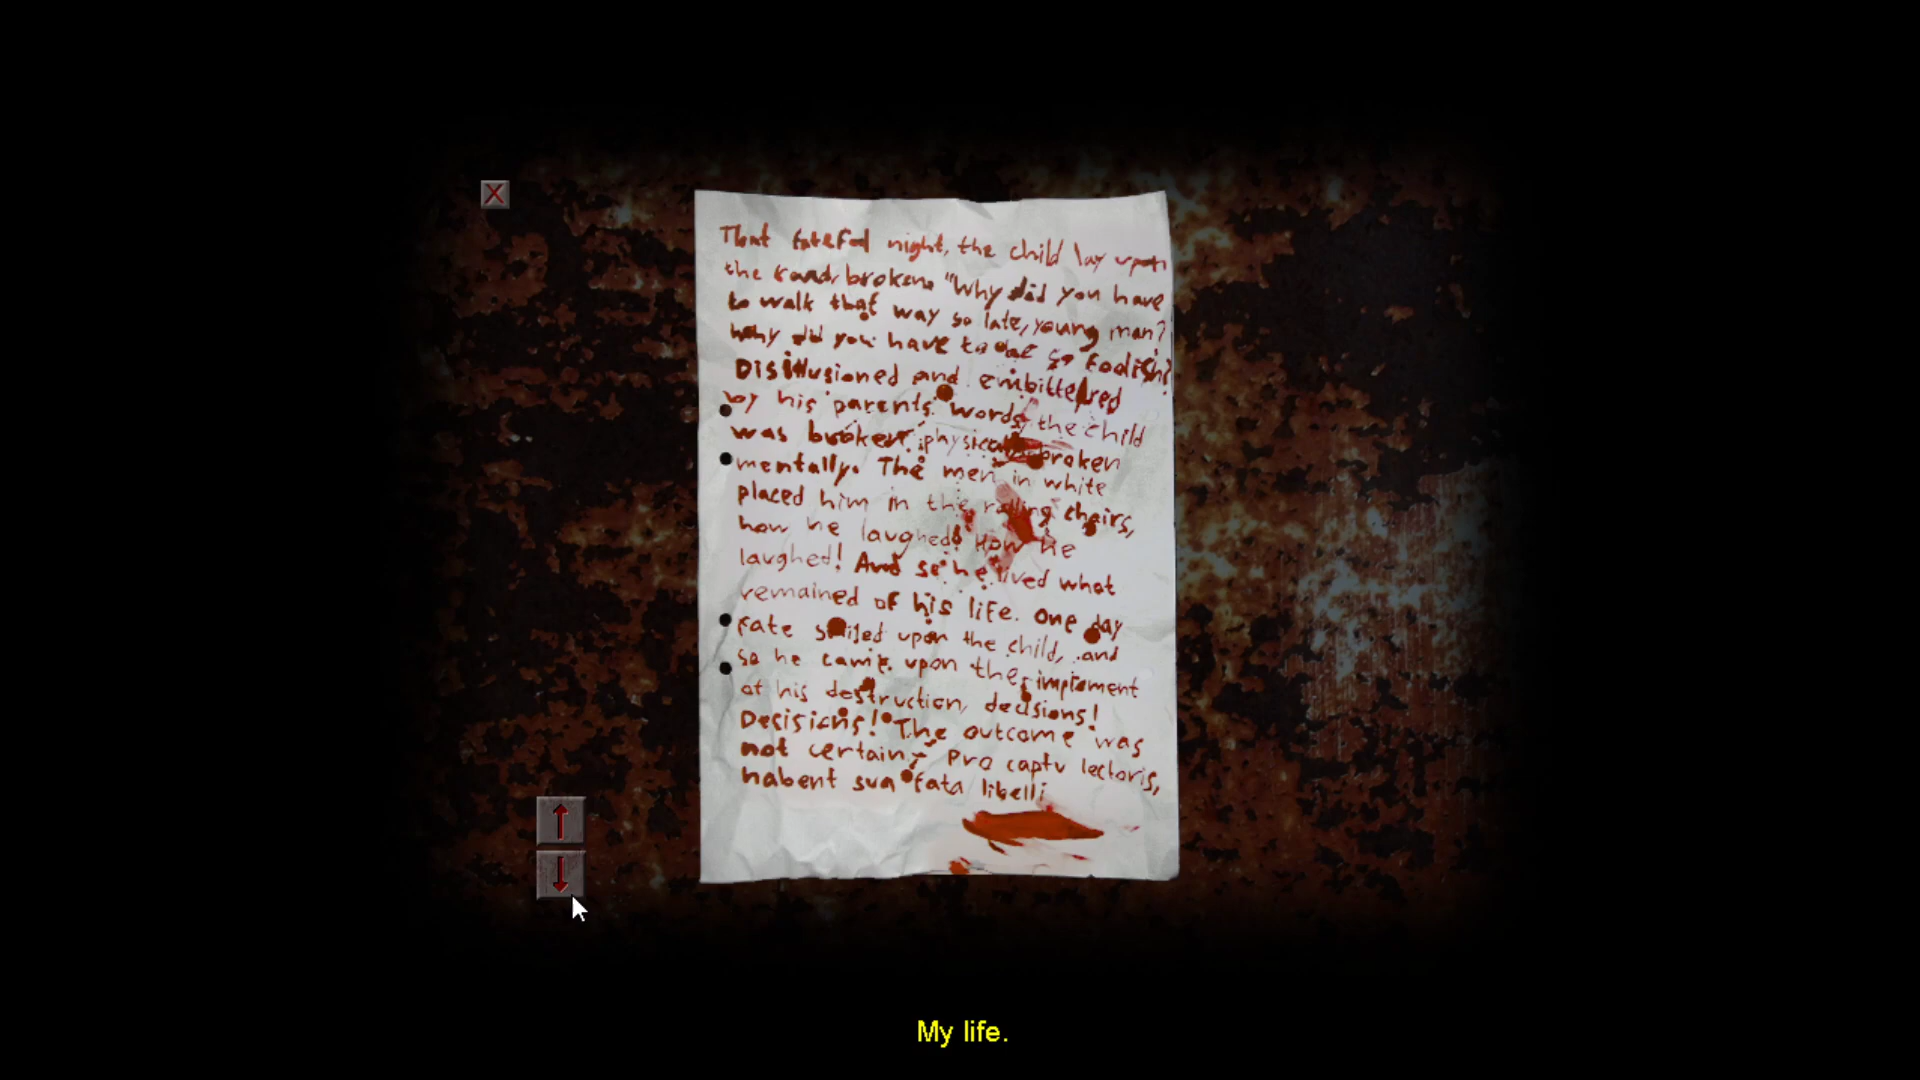 That fateful night, the child lay upon
the road, broken. "Why did you have
to walk that way so late, young man?
Why did you have to be so foolish?
Disillusioned and embittered
by his parents words, the child
was broken, physically broken
mentally. The men in white
placed him in the rolling chairs,
how he laughed! How he
laughed! And so he lived what
remained of his life. One day
fate smiled upon the child, and
so he came upon the implement
of his destruction, decisions!
Desisions! The outcome was
not certain; Pro captu lectoris,
habent sua fata libelli
My life.